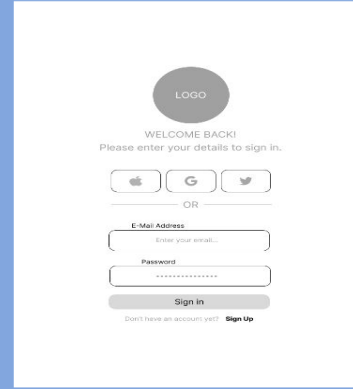 LOGO
WELCOME BACK!
Please enter your details to sign in.
G
OR
E-Mail Address
Enter your email...
Password
---------------
Sign in
Don't have an account yet? Sign Up